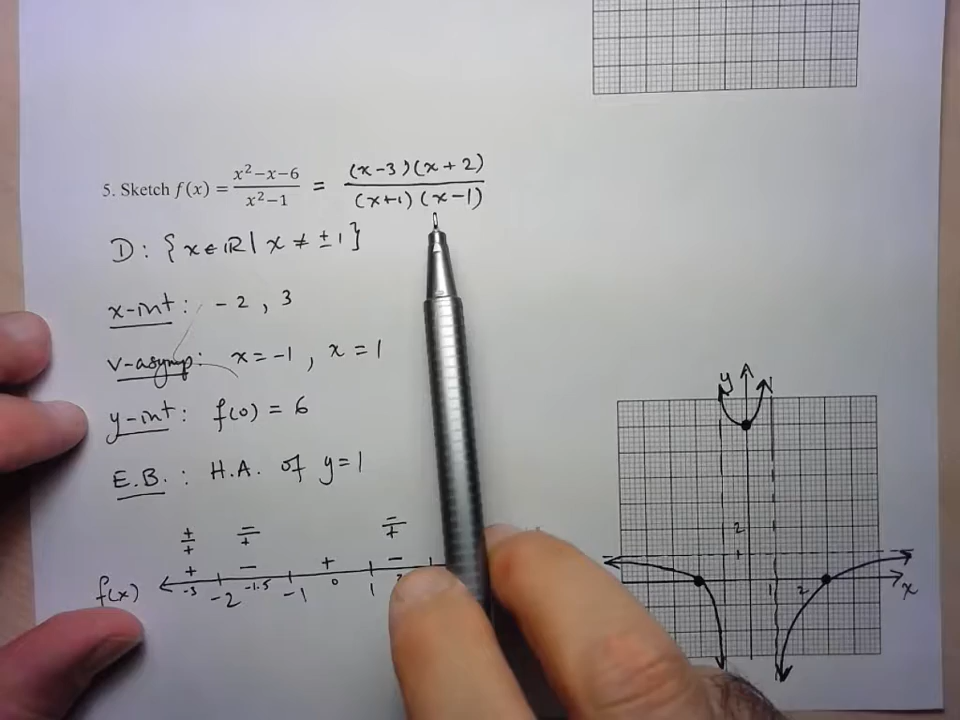 5. Sketch f(x) = x²−x−6 / x²−1 = (x-3)(x+2) / (x+1)(x-1)
D: {x∈ℝ| x ≠ ±1}
x-int: -2, 3
v-asymp: x=-1, x=1
y-int: f(0) = 6
E.B.: H.A. of y=1
+/+ -/+ -/+
+ - + -
f(x) -3 -2 -1.5 -1 0 1
y
2
1 2 x